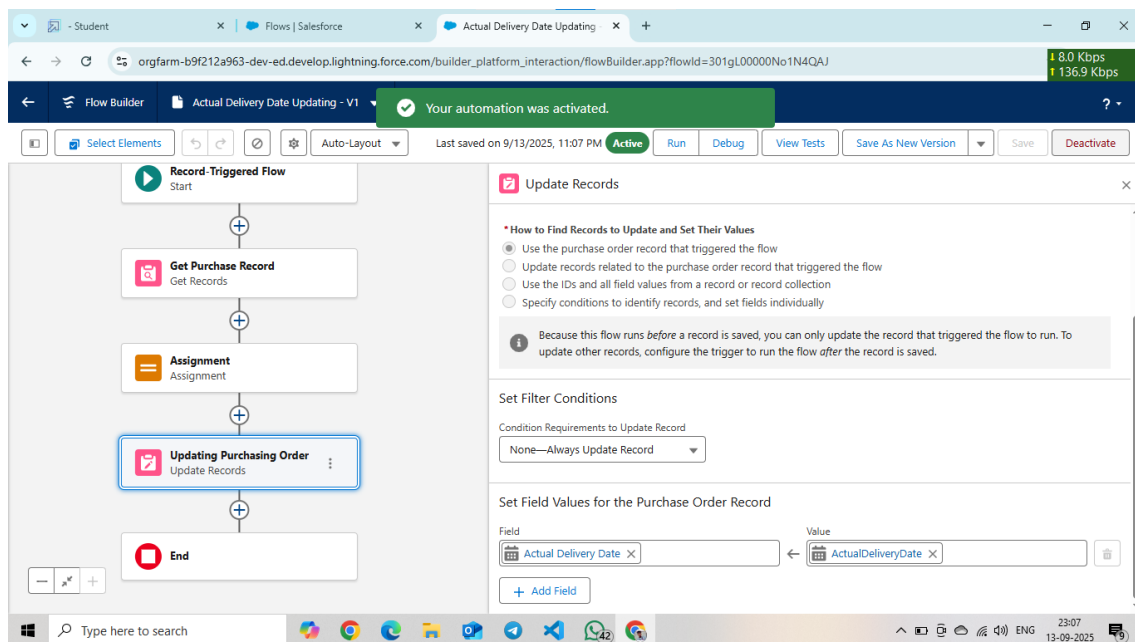 - Student
Flows | Salesforce
Actual Delivery Date Updating -
orgfarm-b9f212a963-dev-ed.develop.lightning.force.com/builder_platform_interaction/flowBuilder.app?flowId=301gL00000No1N4QAJ
8.0 Kbps
136.9 Kbps
Flow Builder
Actual Delivery Date Updating - V1
Your automation was activated.
?
Select Elements
Auto-Layout
Last saved on 9/13/2025, 11:07 PM
Active
Run
Debug
View Tests
Save As New Version
Save
Deactivate
Record-Triggered Flow
Start
Get Purchase Record
Get Records
Assignment
Assignment
Updating Purchasing Order
Update Records
End
Update Records
*How to Find Records to Update and Set Their Values
Use the purchase order record that triggered the flow
Update records related to the purchase order record that triggered the flow
Use the IDs and all field values from a record or record collection
Specify conditions to identify records, and set fields individually
Because this flow runs before a record is saved, you can only update the record that triggered the flow to run. To
update other records, configure the trigger to run the flow after the record is saved.
Set Filter Conditions
Condition Requirements to Update Record
None—Always Update Record
Set Field Values for the Purchase Order Record
Field
Value
Actual Delivery Date
ActualDeliveryDate
+ Add Field
Type here to search
42
ENG
23:07
13-09-2025
9